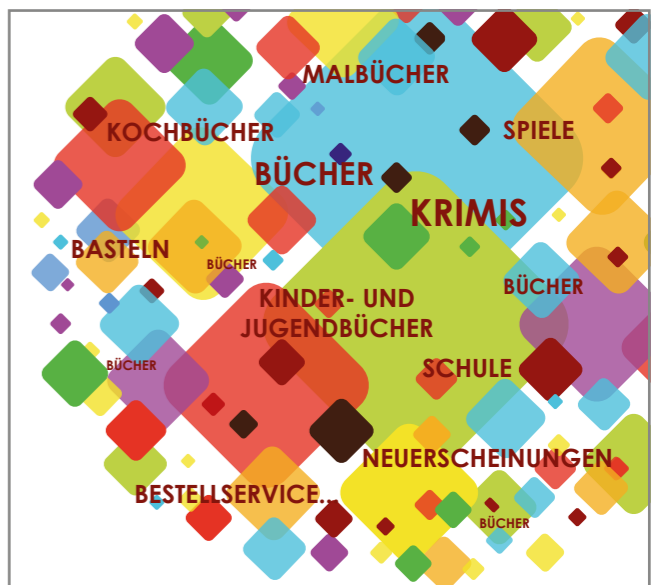 MALBÜCHER
KOCHBÜCHER
SPIELE
BÜCHER
KRIMIS
BASTELN
BÜCHER
BÜCHER
KINDER- UND
JUGENDBÜCHER
BÜCHER
SCHULE
NEUERSCHEINUNGEN
BESTELLSERVICE...
BÜCHER